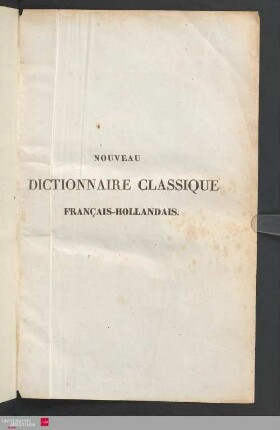 NOUVEAU
DICTIONNAIRE CLASSIQUE
FRANÇAIS-HOLLANDAIS.